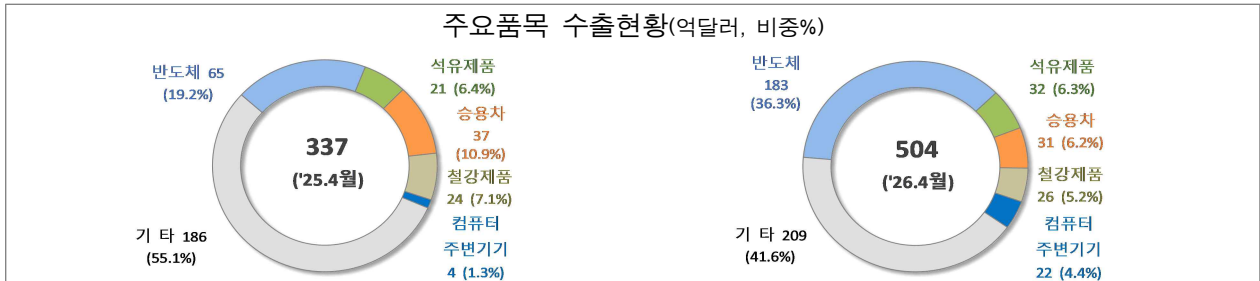 주요품목 수출현황(억달러, 비중%)
반도체 65
(19.2%)
석유제품
21 (6.4%)
승용차
37
(10.9%)
철강제품
24 (7.1%)
컴퓨터
주변기기
4 (1.3%)
기 타 186
(55.1%)
337
('25.4월)
반도체
183
(36.3%)
석유제품
32 (6.3%)
승용차
31 (6.2%)
철강제품
26 (5.2%)
컴퓨터
주변기기
22 (4.4%)
기 타 209
(41.6%)
504
('26.4월)